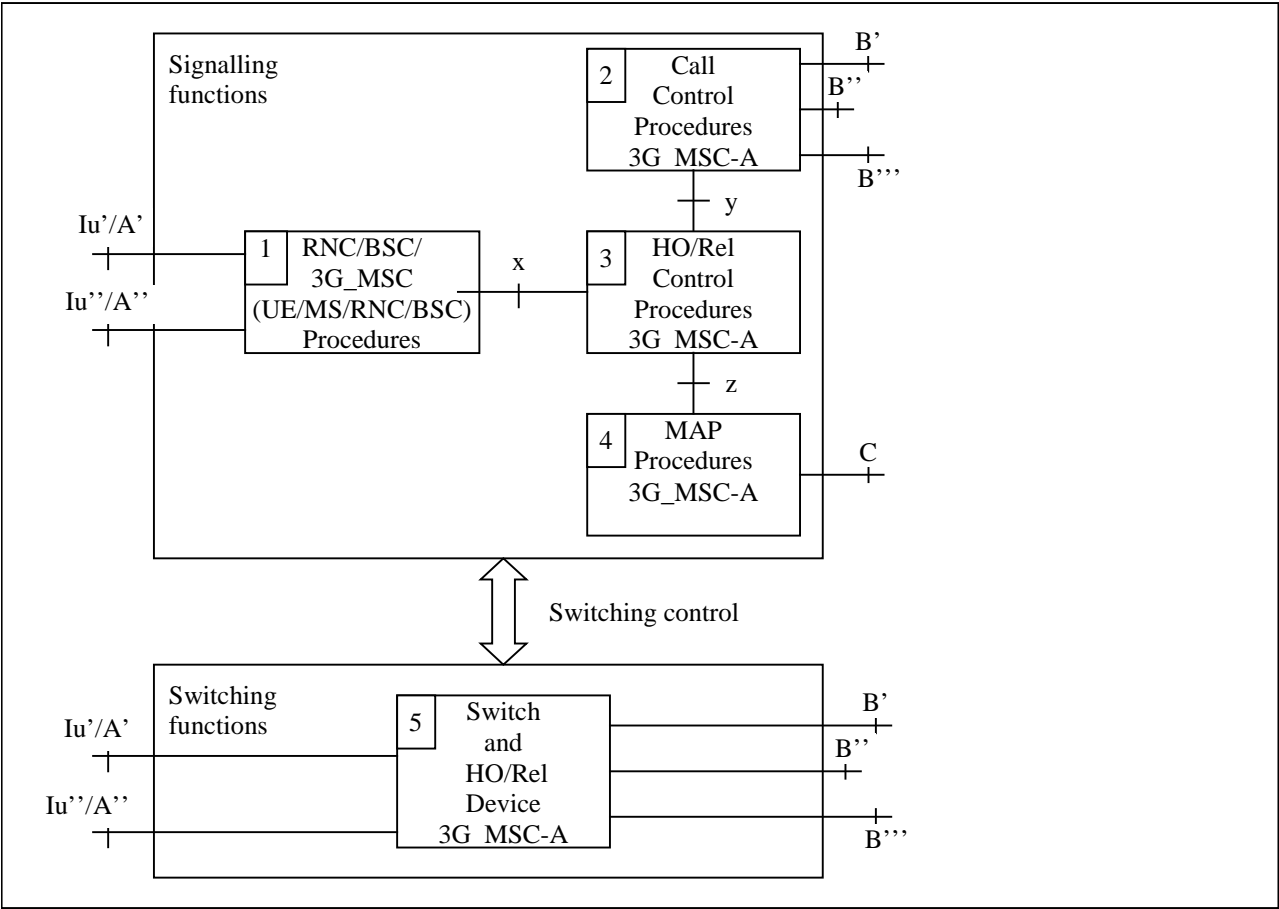 Signalling
functions
2
Call
Control
Procedures
3G_MSC-A
B’
B’’
B’’’
y
Iu’/A’
Iu’’/A’’
1
RNC/BSC/
3G_MSC
(UE/MS/RNC/BSC)
Procedures
x
3
HO/Rel
Control
Procedures
3G_MSC-A
z
4
MAP
Procedures
3G_MSC-A
C
Switching control
Switching
functions
Iu’/A’
Iu’’/A’’
5
Switch
and
HO/Rel
Device
3G_MSC-A
B’
B’’
B’’’